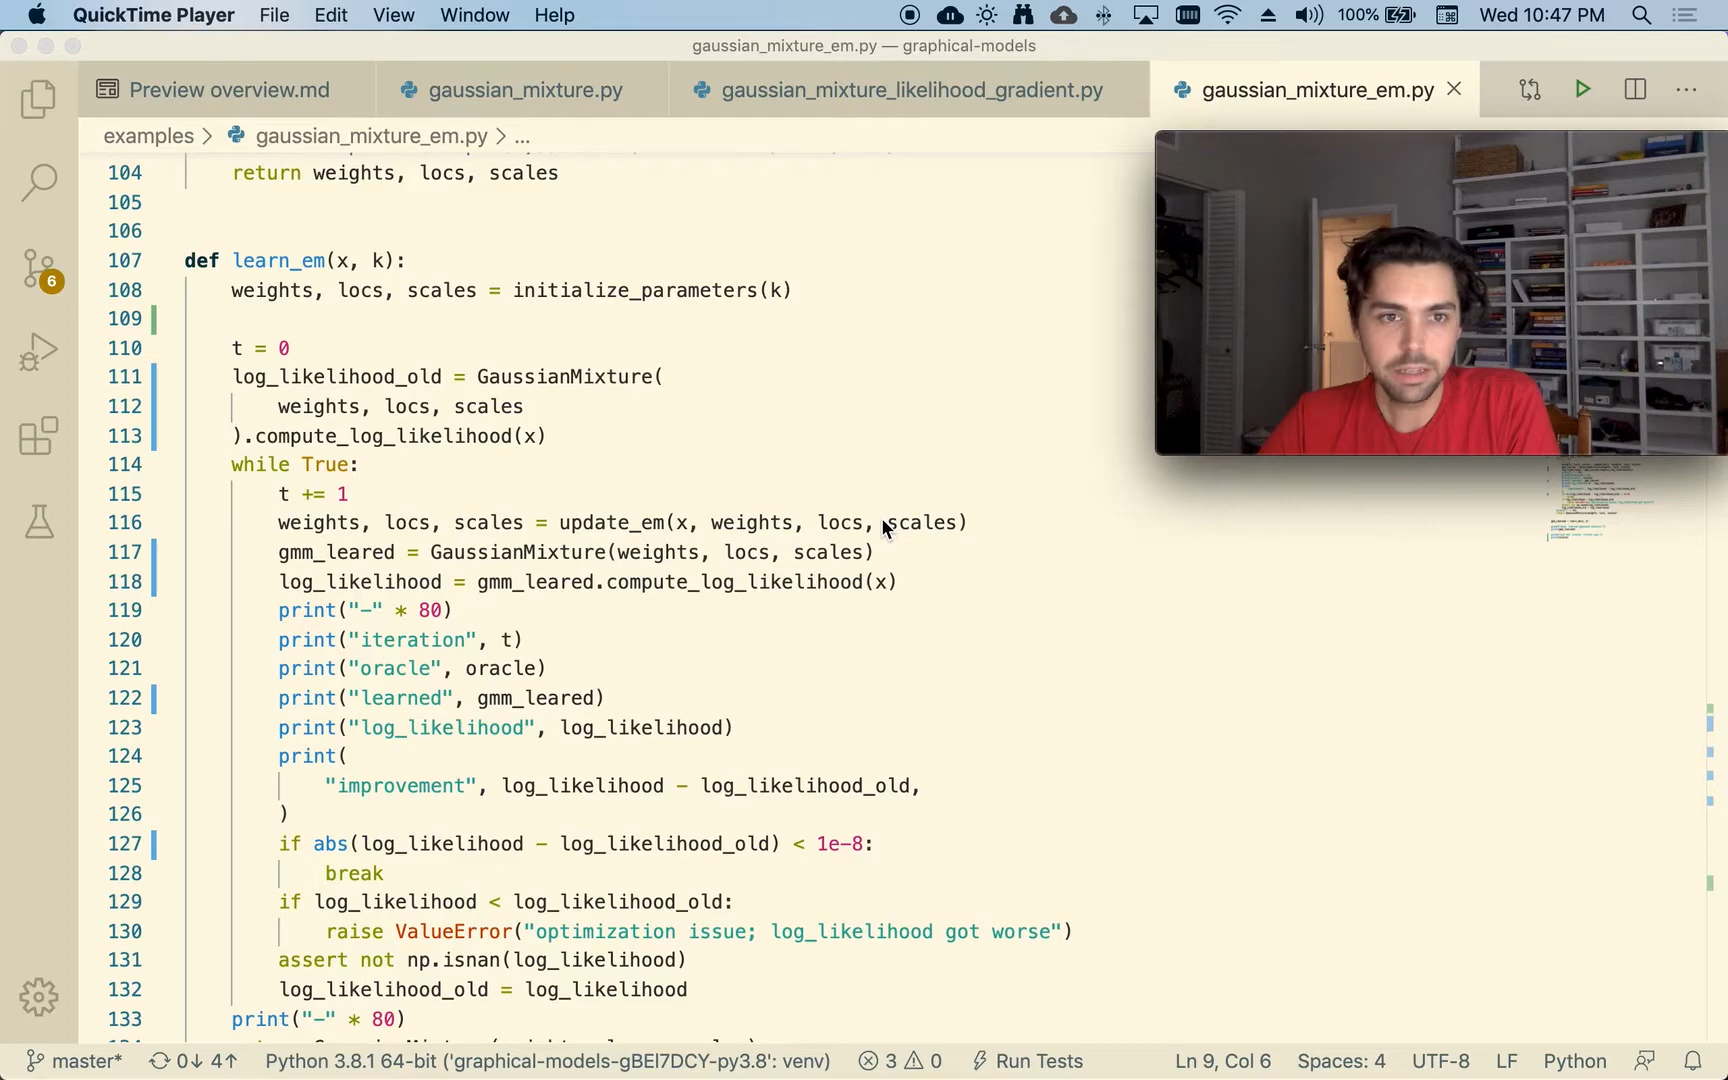 QuickTime Player File Edit View Window Help 100% Wed 10:47 PM
gaussian_mixture_em.py — graphical-models
Preview overview.md gaussian_mixture.py gaussian_mixture_likelihood_gradient.py gaussian_mixture_em.py
examples > gaussian_mixture_em.py > ...
104 return weights, locs, scales
105
106
107 def learn_em(x, k):
108 weights, locs, scales = initialize_parameters(k)
109
110 t = 0
111 log_likelihood_old = GaussianMixture(
112 weights, locs, scales
113 ).compute_log_likelihood(x)
114 while True:
115 t += 1
116 weights, locs, scales = update_em(x, weights, locs, scales)
117 gmm_leared = GaussianMixture(weights, locs, scales)
118 log_likelihood = gmm_leared.compute_log_likelihood(x)
119 print("-" * 80)
120 print("iteration", t)
121 print("oracle", oracle)
122 print("learned", gmm_leared)
123 print("log_likelihood", log_likelihood)
124 print(
125 "improvement", log_likelihood - log_likelihood_old,
126 )
127 if abs(log_likelihood - log_likelihood_old) < 1e-8:
128 break
129 if log_likelihood < log_likelihood_old:
130 raise ValueError("optimization issue; log_likelihood got worse")
131 assert not np.isnan(log_likelihood)
132 log_likelihood_old = log_likelihood
133 print("-" * 80)
6
master* 0↓ 4↑ Python 3.8.1 64-bit ('graphical-models-gBEl7DCY-py3.8': venv) 3 0 Run Tests Ln 9, Col 6 Spaces: 4 UTF-8 LF Python